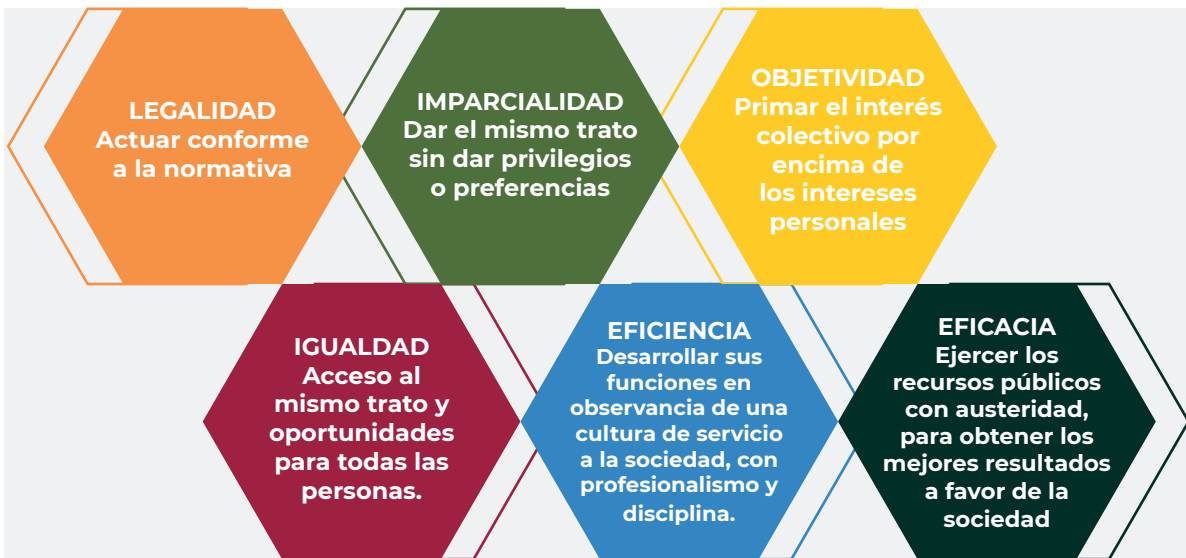 LEGALIDAD
Actuar conforme
a la normativa
IMPARCIALIDAD
Dar el mismo trato
sin dar privilegios
o preferencias
OBJETIVIDAD
Primar el interés
colectivo por
encima de
los intereses
personales
IGUALDAD
Acceso al
mismo trato y
oportunidades
para todas las
personas.
EFICIENCIA
Desarrollar sus
funciones en
observancia de una
cultura de servicio
a la sociedad, con
profesionalismo y
disciplina.
EFICACIA
Ejercer los
recursos públicos
con austeridad,
para obtener los
mejores resultados
a favor de la
sociedad